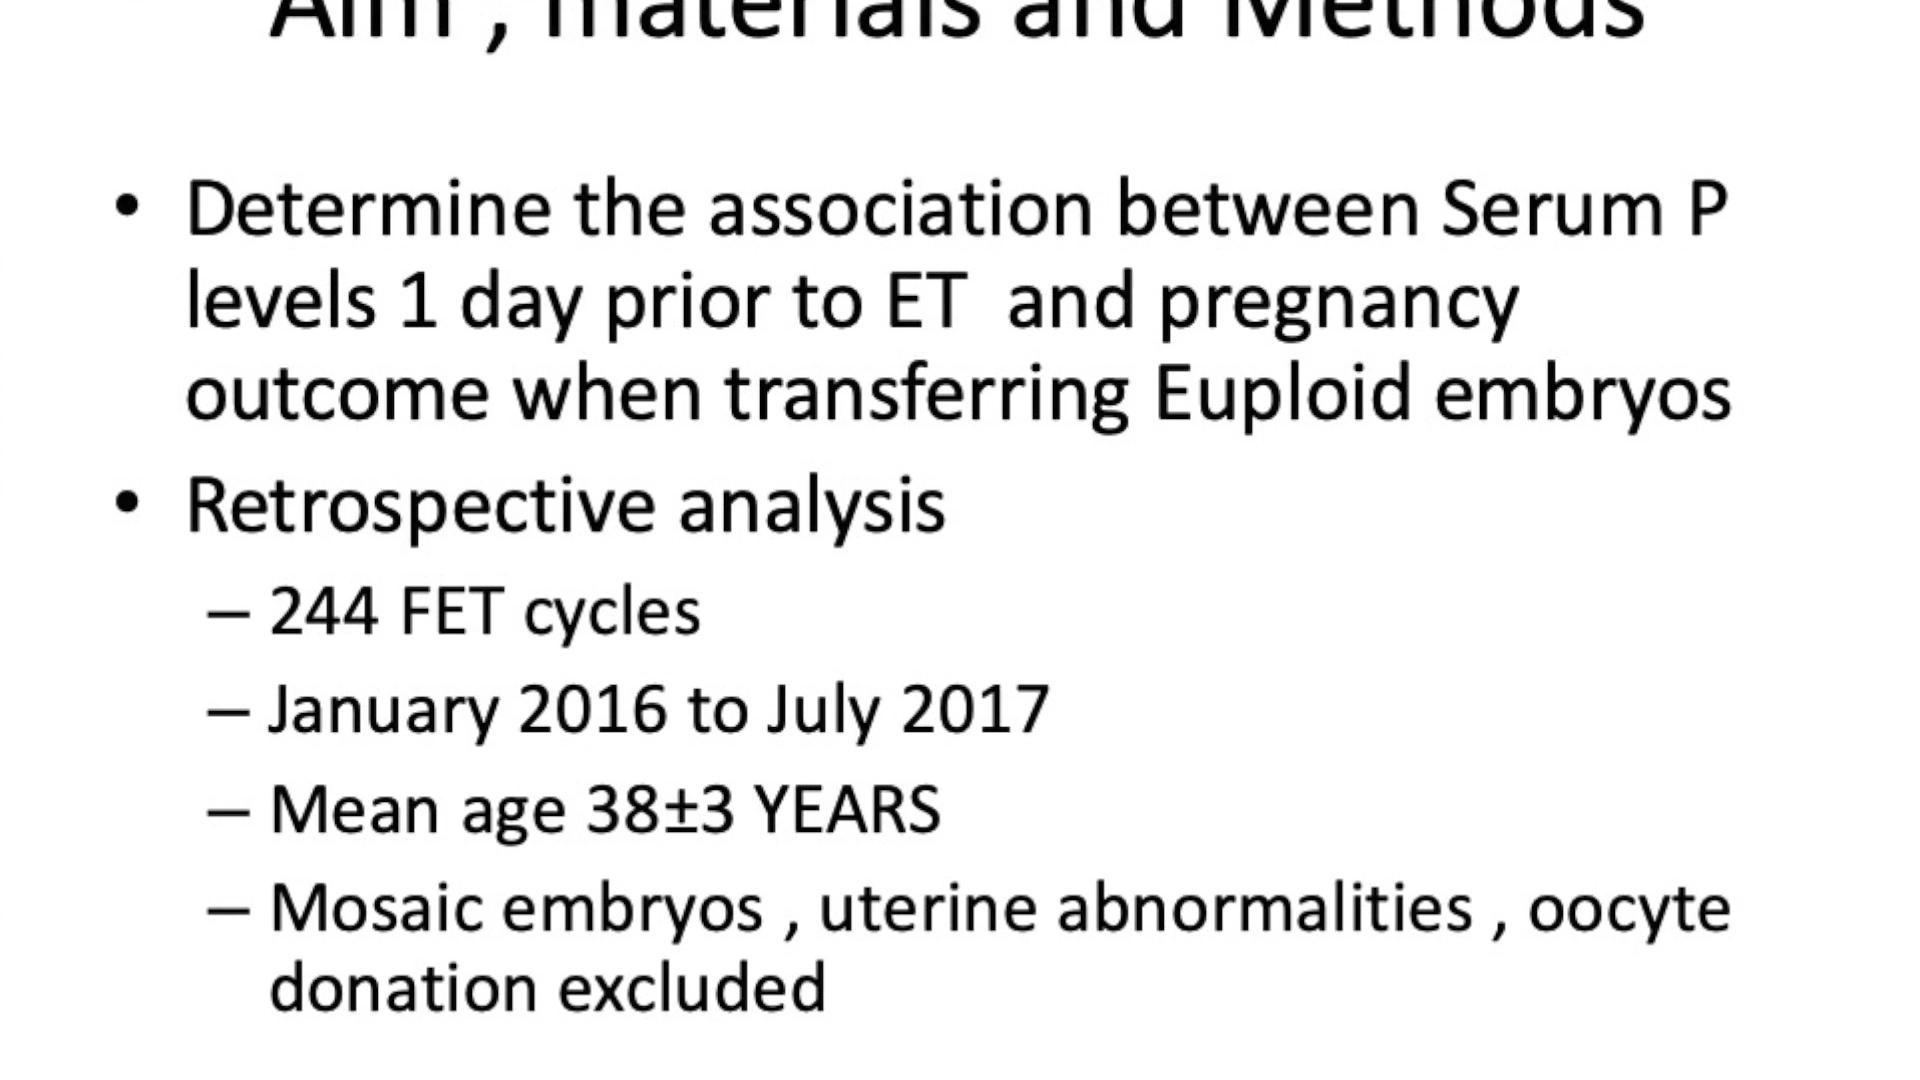 Aim , materials and Methods
• Determine the association between Serum P
levels 1 day prior to ET and pregnancy
outcome when transferring Euploid embryos
• Retrospective analysis
– 244 FET cycles
– January 2016 to July 2017
– Mean age 38±3 YEARS
– Mosaic embryos , uterine abnormalities , oocyte
donation excluded